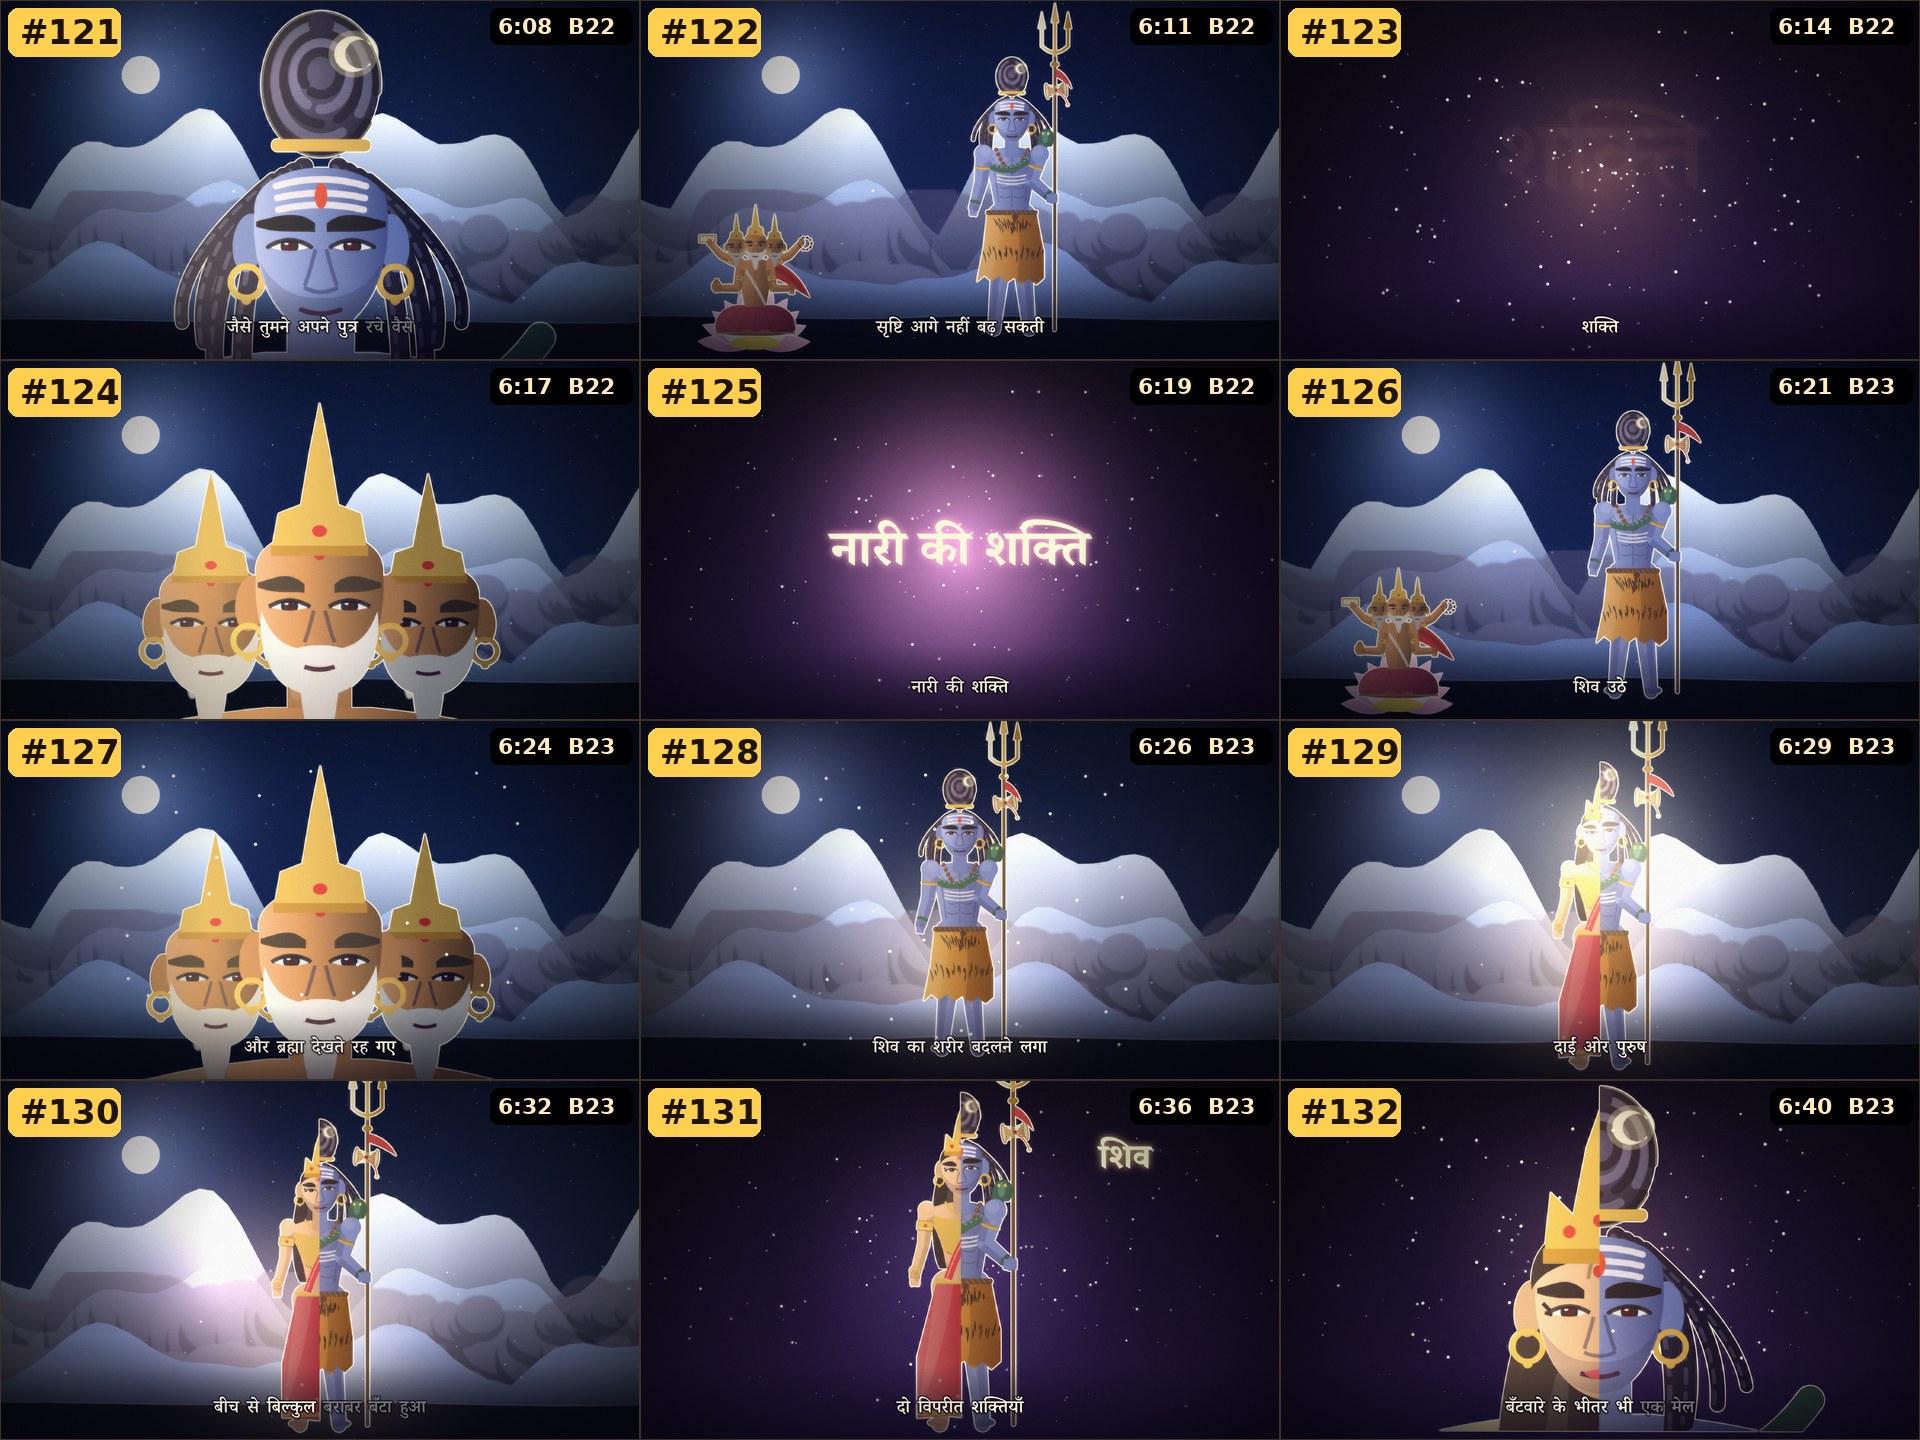 #121
6:08 B22
जैसे तुमने अपने पुत्र रचे वैसे
#122
6:11 B22
सृष्टि आगे नहीं बढ़ सकती
#123
6:14 B22
शक्ति
शक्ति
#124
6:17 B22
#125
6:19 B22
नारी की शक्ति
नारी की शक्ति
#126
6:21 B23
शिव उठे
#127
6:24 B23
और ब्रह्मा देखते रह गए
#128
6:26 B23
शिव का शरीर बदलने लगा
#129
6:29 B23
दाईं ओर पुरुष
#130
6:32 B23
बीच से बिल्कुल बराबर बँटा हुआ
#131
6:36 B23
शिव
दो विपरीत शक्तियाँ
#132
6:40 B23
बँटवारे के भीतर भी एक मेल